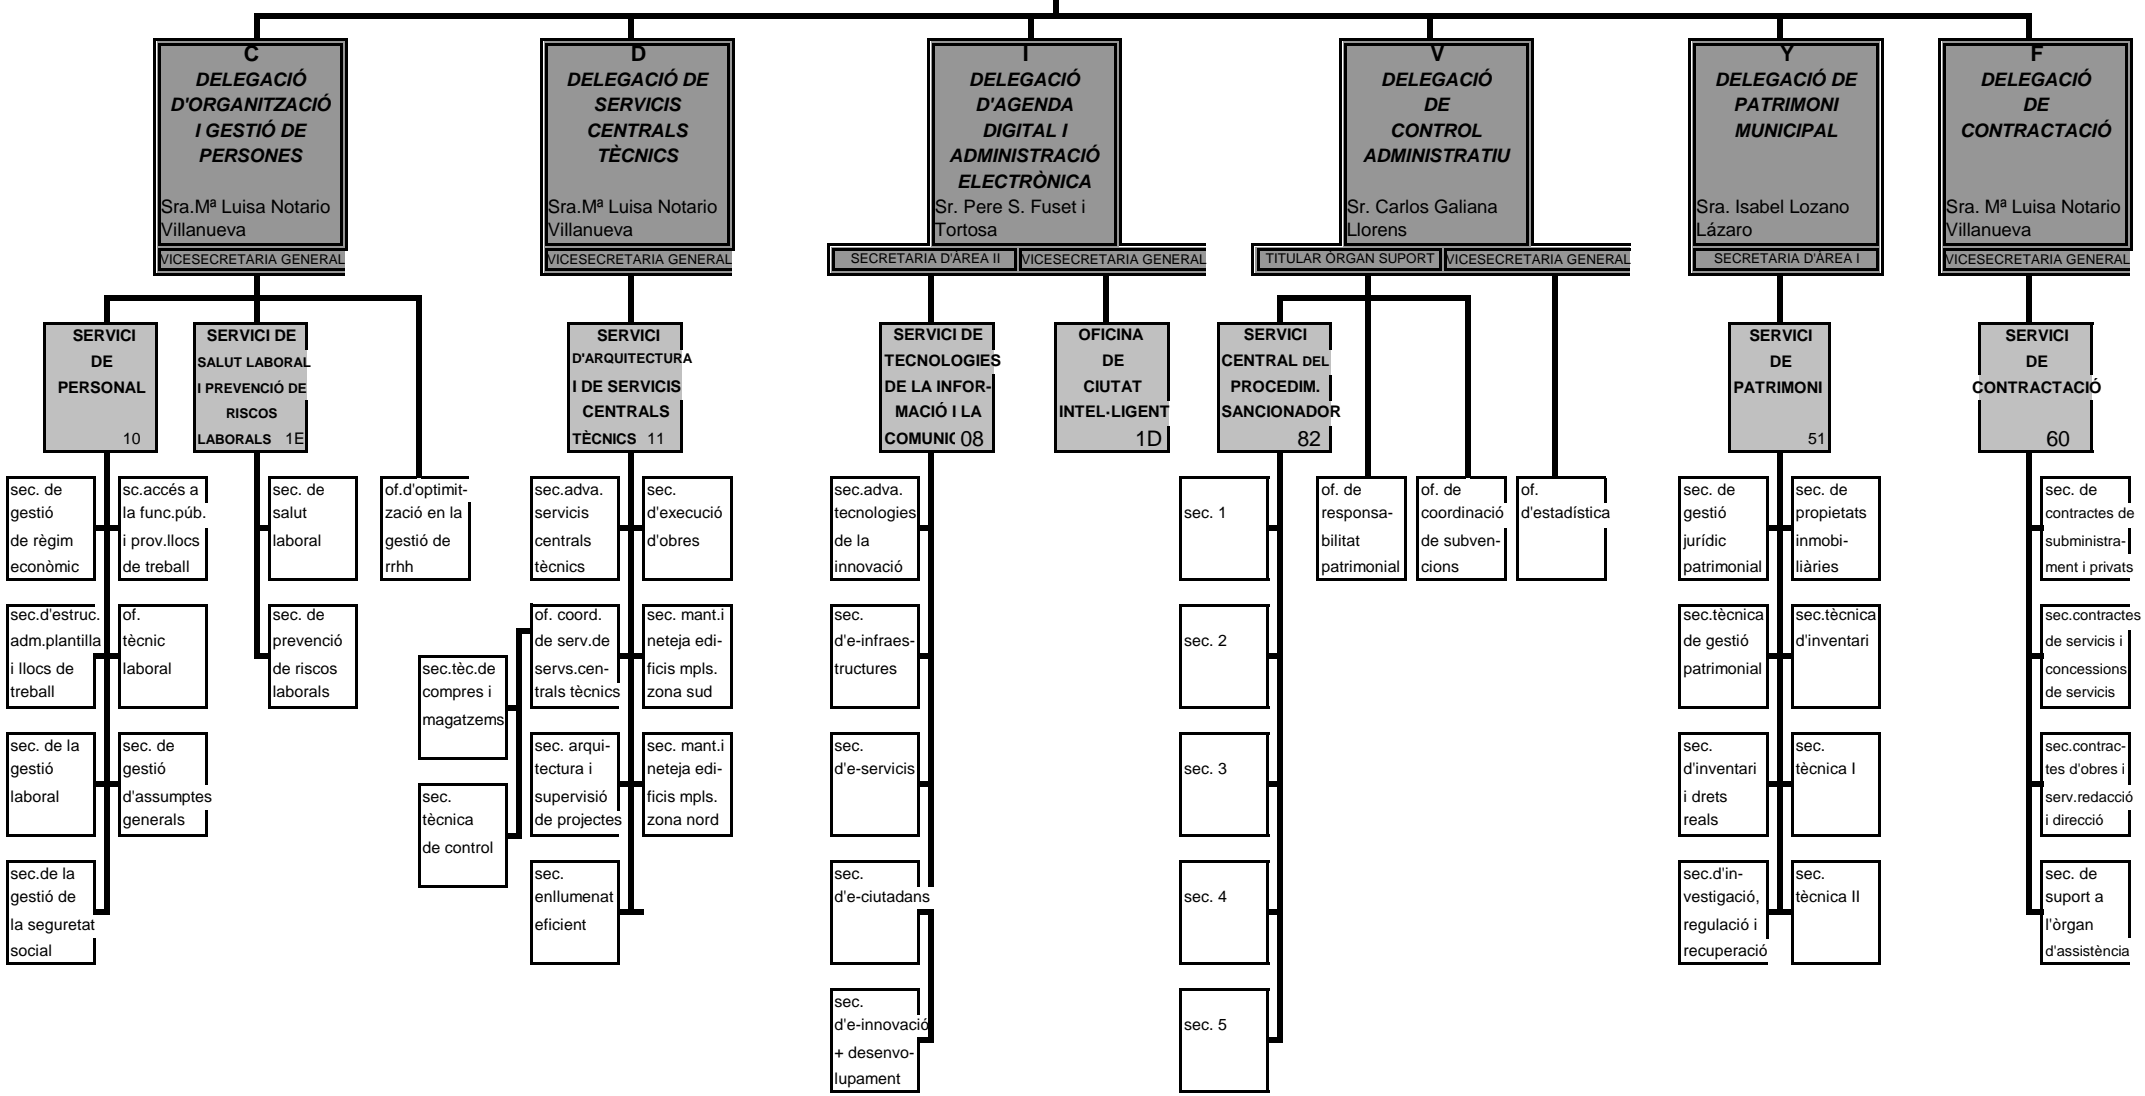 C
DELEGACIÓ
D'ORGANITZACIÓ
I GESTIÓ DE
PERSONES
Sra.Mª Luisa Notario
Villanueva
VICESECRETARIA GENERAL
D
DELEGACIÓ DE
SERVICIS
CENTRALS
TÈCNICS
Sra.Mª Luisa Notario
Villanueva
VICESECRETARIA GENERAL
I
DELEGACIÓ
D'AGENDA
DIGITAL I
ADMINISTRACIÓ
ELECTRÒNICA
Sr. Pere S. Fuset i
Tortosa
SECRETARIA D'ÀREA II
VICESECRETARIA GENERAL
V
DELEGACIÓ
DE
CONTROL
ADMINISTRATIU
Sr. Carlos Galiana
Llorens
TITULAR ÒRGAN SUPORT
VICESECRETARIA GENERAL
Y
DELEGACIÓ DE
PATRIMONI
MUNICIPAL
Sra. Isabel Lozano
Lázaro
SECRETARIA D'ÀREA I
F
DELEGACIÓ
DE
CONTRACTACIÓ
Sra. Mª Luisa Notario
Villanueva
VICESECRETARIA GENERAL
SERVICI
DE
PERSONAL
10
SERVICI DE
SALUT LABORAL
I PREVENCIÓ DE
RISCOS
LABORALS 1E
SERVICI
D'ARQUITECTURA
I DE SERVICIS
CENTRALS
TÈCNICS 11
SERVICI DE
TECNOLOGIES
DE LA INFOR-
MACIÓ I LA
COMUNIC 08
OFICINA
DE
CIUTAT
INTEL·LIGENT
1D
SERVICI
CENTRAL DEL
PROCEDIM.
SANCIONADOR
82
SERVICI
DE
PATRIMONI
51
SERVICI
DE
CONTRACTACIÓ
60
sec. de
gestió
de règim
econòmic
sc.accés a
la func.púb.
i prov.llocs
de treball
sec. de
salut
laboral
of.d'optimit-
zació en la
gestió de
rrhh
sec.d'estruc.
adm.plantilla
i llocs de
treball
of.
tècnic
laboral
sec. de
prevenció
de riscos
laborals
sec. de la
gestió
laboral
sec. de
gestió
d'assumptes
generals
sec.de la
gestió de
la seguretat
social
sec.adva.
servicis
centrals
tècnics
sec.
d'execució
d'obres
of. coord.
de serv.de
servs.cen-
trals tècnics
sec. mant.i
neteja edi-
ficis mpls.
zona sud
sec.tèc.de
compres i
magatzems
sec. arqui-
tectura i
supervisió
de projectes
sec. mant.i
neteja edi-
ficis mpls.
zona nord
sec.
tècnica
de control
sec.
enllumenat
eficient
sec.adva.
tecnologies
de la
innovació
sec.
d'e-infraes-
tructures
sec.
d'e-servicis
sec.
d'e-ciutadans
sec.
d'e-innovació
+ desenvo-
lupament
sec. 1
sec. 2
sec. 3
sec. 4
sec. 5
of. de
responsa-
bilitat
patrimonial
of. de
coordinació
de subven-
cions
of.
d'estadística
sec. de
gestió
jurídic
patrimonial
sec. de
propietats
inmobi-
liàries
sec.tècnica
de gestió
patrimonial
sec.tècnica
d'inventari
sec.
d'inventari
i drets
reals
sec.
tècnica I
sec.d'in-
vestigació,
regulació i
recuperació
sec.
tècnica II
sec. de
contractes de
subministra-
ment i privats
sec.contractes
de servicis i
concessions
de servicis
sec.contrac-
tes d'obres i
serv.redacció
i direcció
sec. de
suport a
l'òrgan
d'assistència